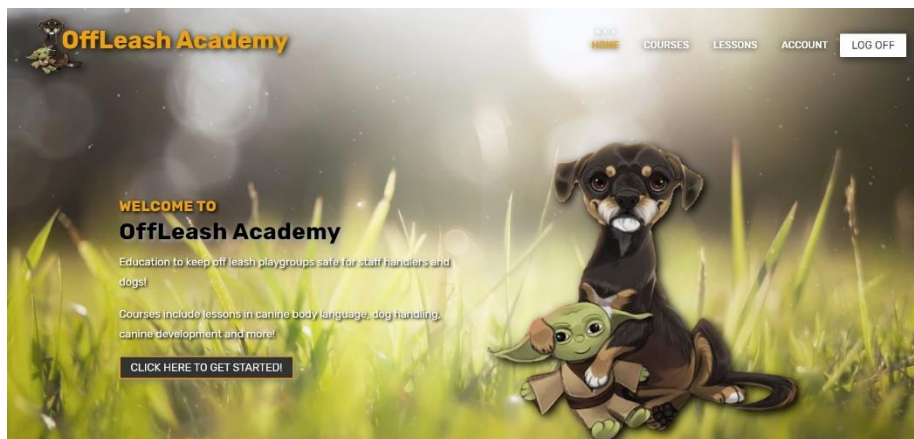 OffLeash Academy
HOME COURSES LESSONS ACCOUNT LOG OFF
WELCOME TO
OffLeash Academy
Education to keep off leash playgroups safe for staff handlers and
dogs!
Courses include lessons in canine body language, dog handling,
canine development and more!
CLICK HERE TO GET STARTED!